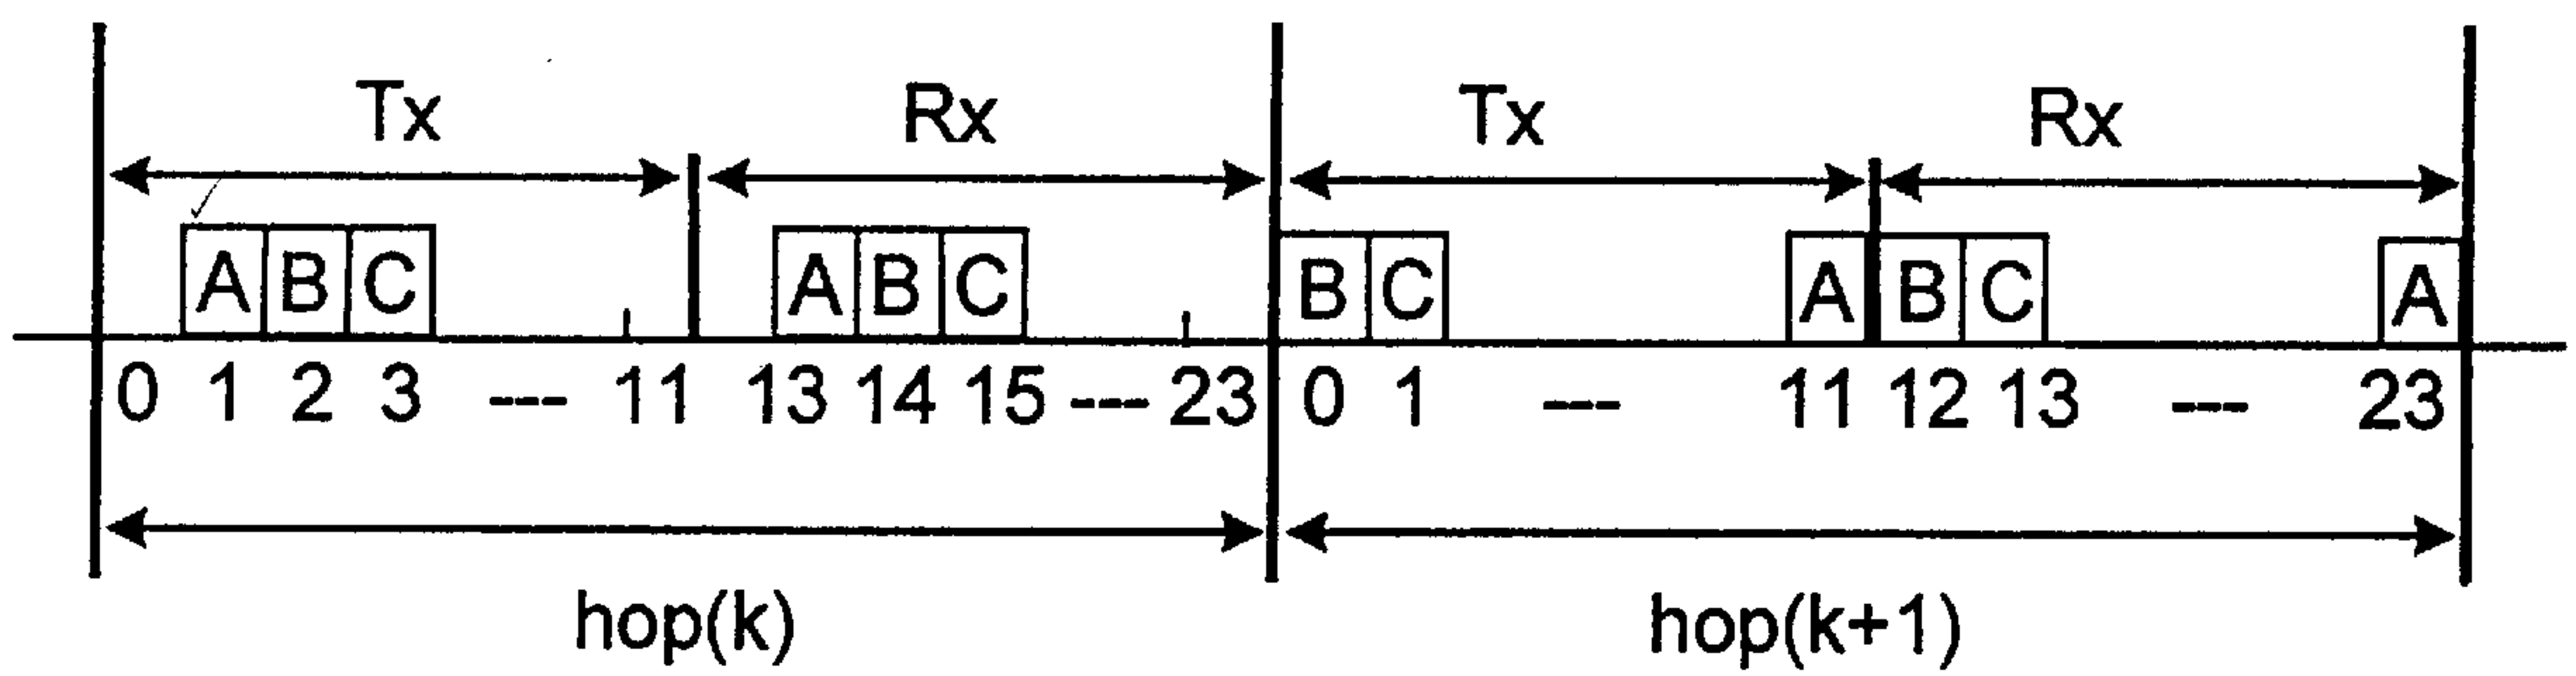 Tx Rx Tx Rx
A B C A B C B C A B C A
0 1 2 3 --- 11 13 14 15 --- 23 0 1 --- 11 12 13 --- 23
hop(k) hop(k+1)